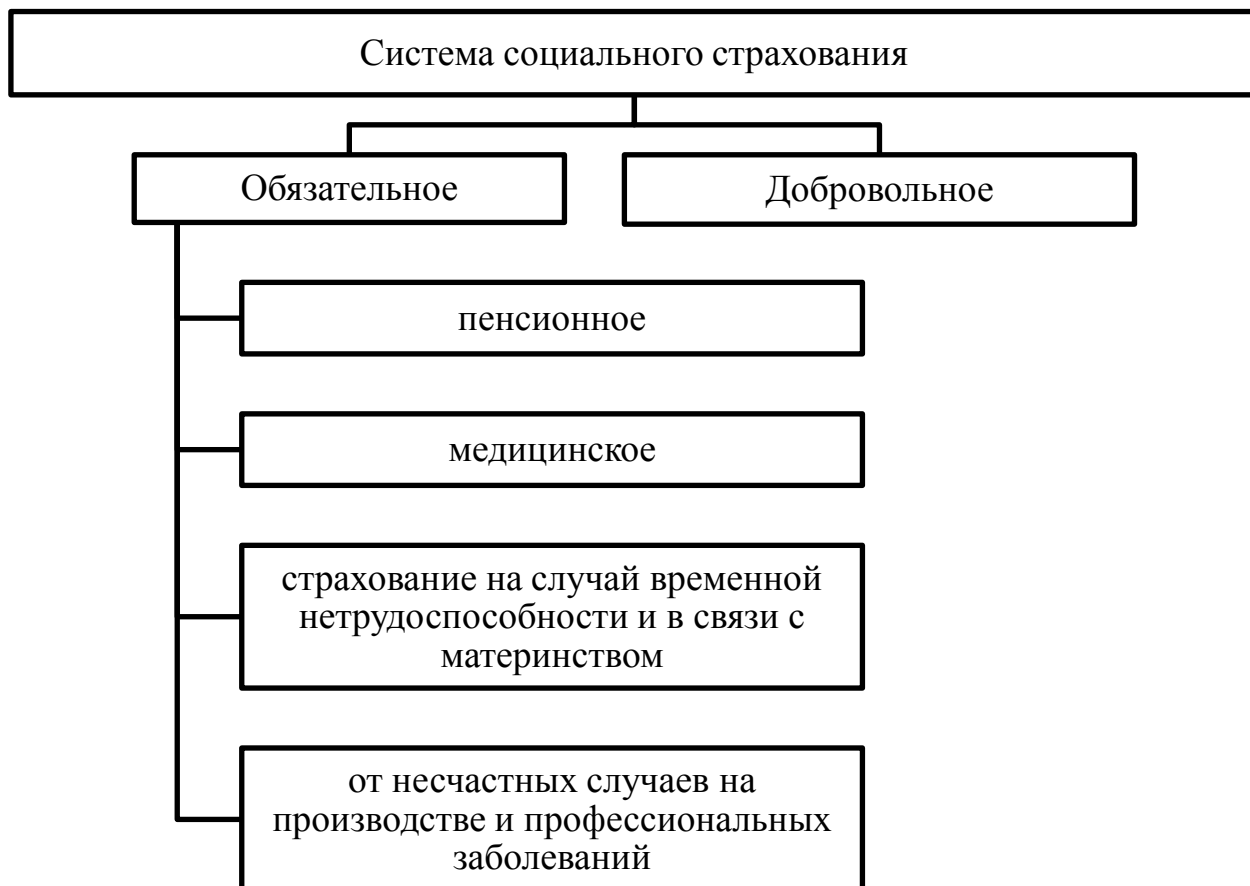 Система социального страхования
Обязательное
Добровольное
пенсионное
медицинское
страхование на случай временной
нетрудоспособности и в связи с
материнством
от несчастных случаев на
производстве и профессиональных
заболеваний